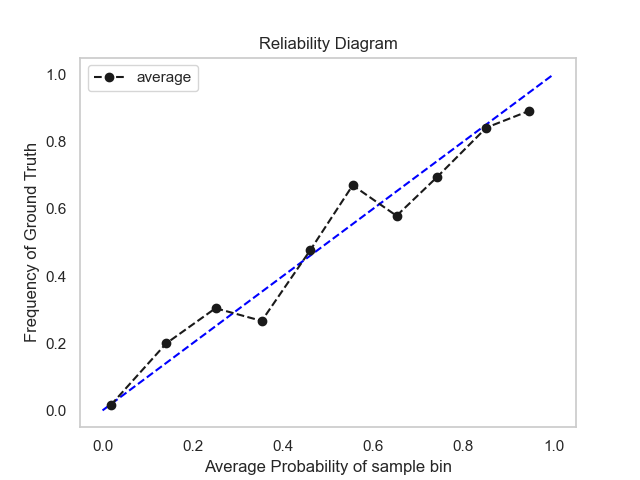 Reliability Diagram
average
Frequency of Ground Truth
1.0
0.8
0.6
0.4
0.2
0.0
0.0 0.2 0.4 0.6 0.8 1.0
Average Probability of sample bin